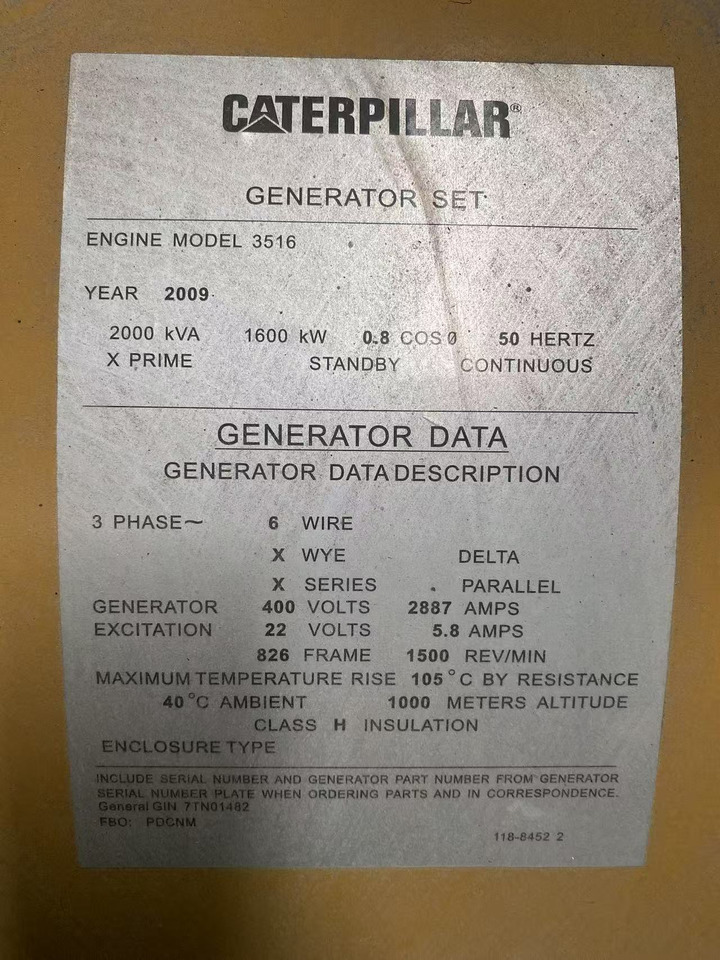 CATERPILLAR®
GENERATOR SET
ENGINE MODEL 3516
YEAR 2009
2000 kVA 1600 kW 0.8 COS Ø 50 HERTZ
X PRIME STANDBY CONTINUOUS
GENERATOR DATA
GENERATOR DATA DESCRIPTION
3 PHASE～ 6 WIRE
X WYE DELTA
X SERIES . PARALLEL
GENERATOR 400 VOLTS 2887 AMPS
EXCITATION 22 VOLTS 5.8 AMPS
826 FRAME 1500 REV/MIN
MAXIMUM TEMPERATURE RISE 105°C BY RESISTANCE
40°C AMBIENT 1000 METERS ALTITUDE
CLASS H INSULATION
ENCLOSURE TYPE
INCLUDE SERIAL NUMBER AND GENERATOR PART NUMBER FROM GENERATOR
SERIAL NUMBER PLATE WHEN ORDERING PARTS AND IN CORRESPONDENCE.
General GIN 7TN01482
FBO: PDCNM
118-8452 2